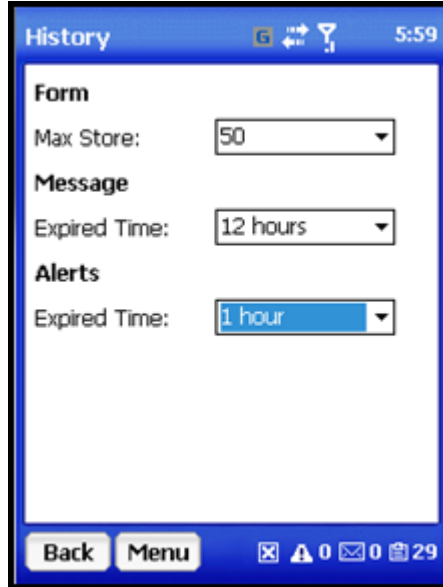 History G 5:59
Form
Max Store: 50
Message
Expired Time: 12 hours
Alerts
Expired Time: 1 hour
Back Menu 0 0 29